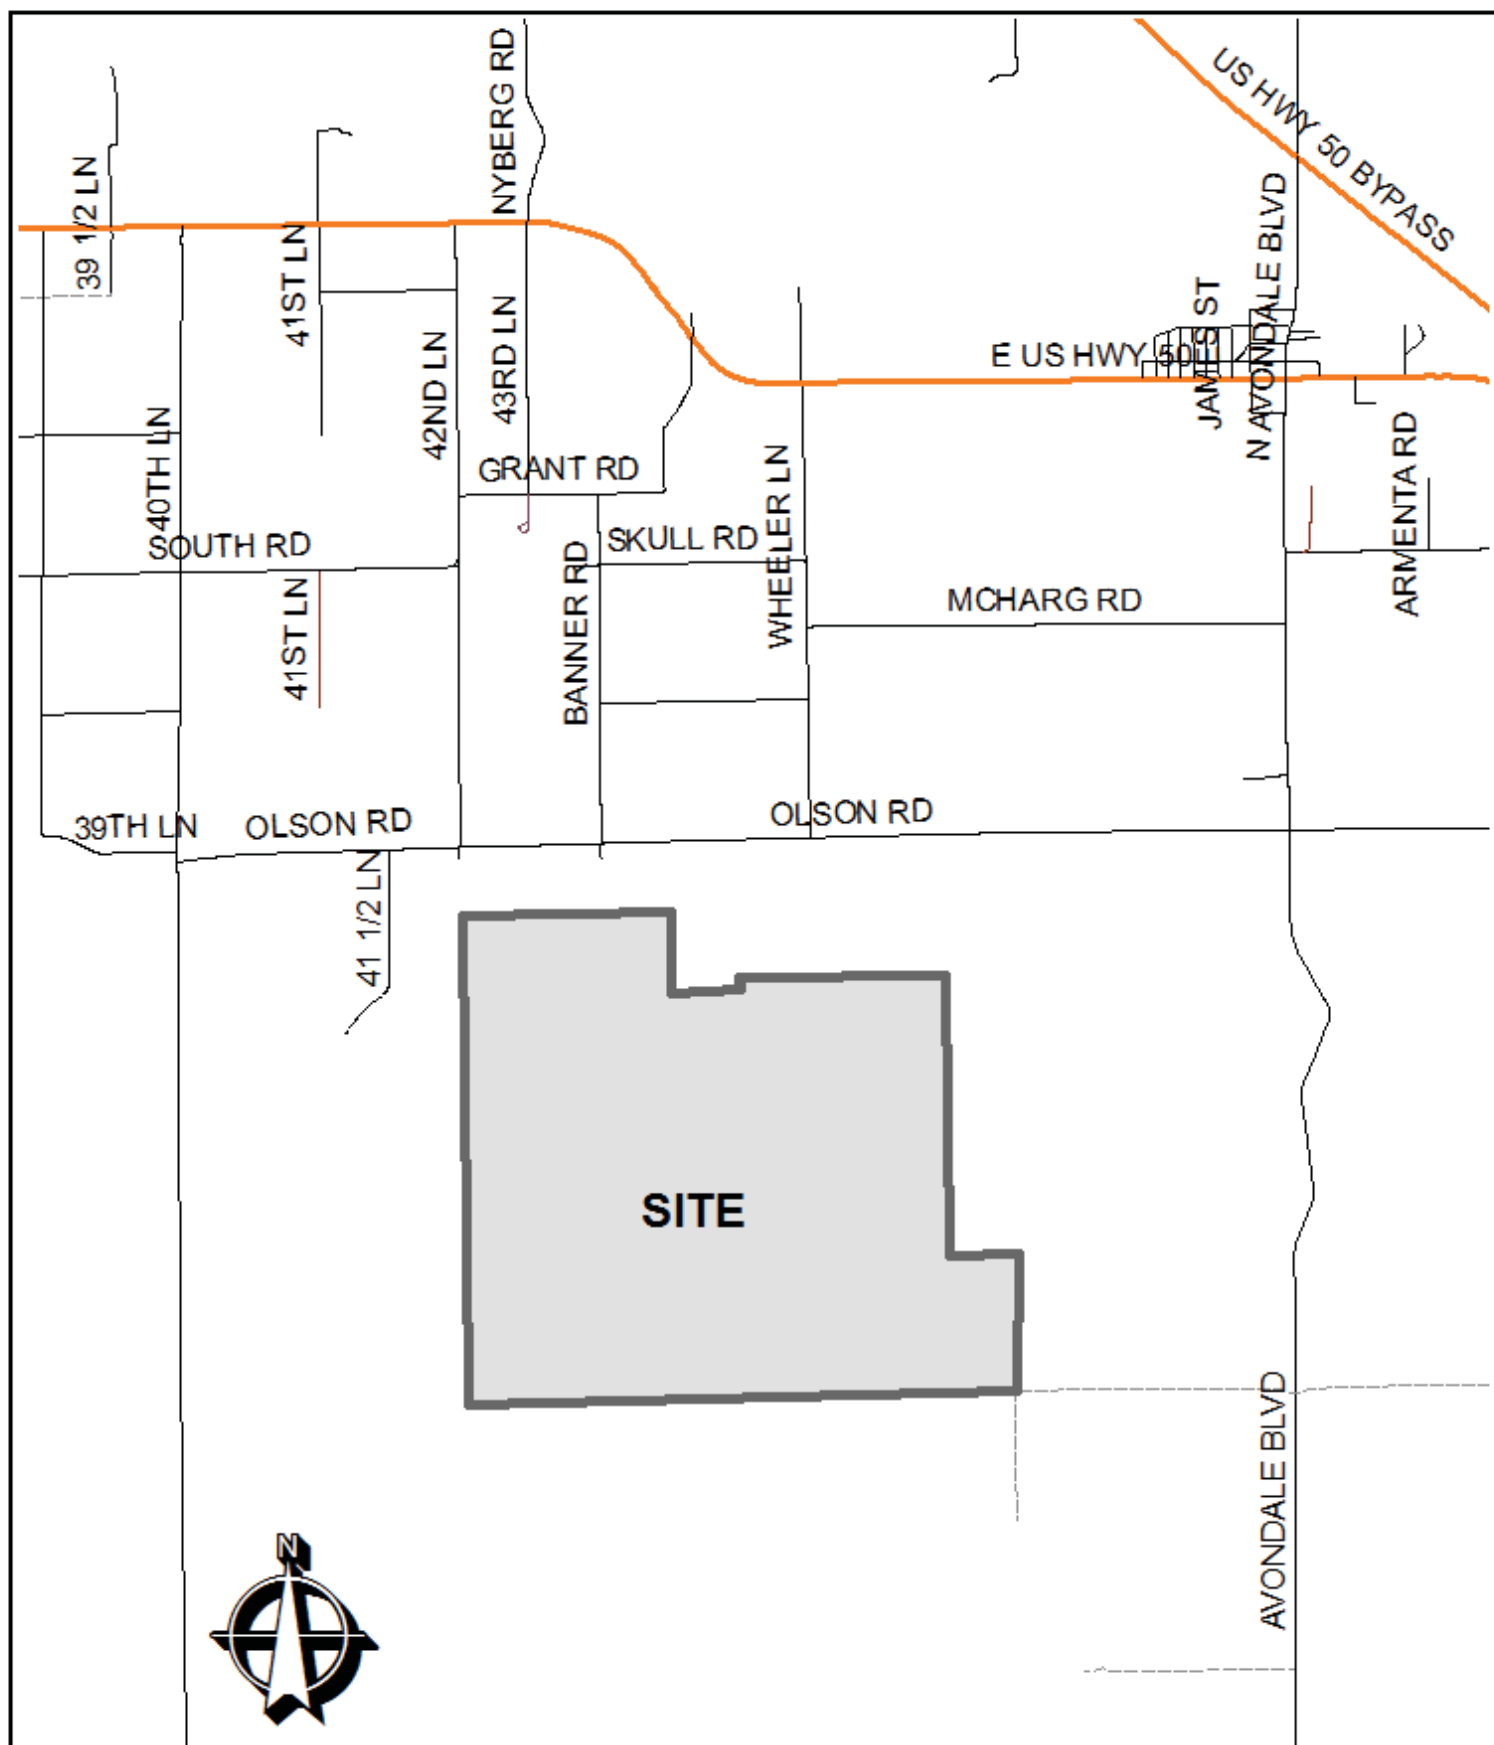 NYBERG RD
US HWY 50 BYPASS
39 1/2 LN
N AVONDALE BLVD
41ST LN
JAMES ST
43RD LN
42ND LN
E US HWY 50
40TH LN
GRANT RD
WHEELER LN
ARMENTA RD
SOUTH RD
SKULL RD
BANNER RD
41ST LN
MCHARG RD
39TH LN
OLSON RD
OLSON RD
41 1/2 LN
SITE
AVONDALE BLVD
N